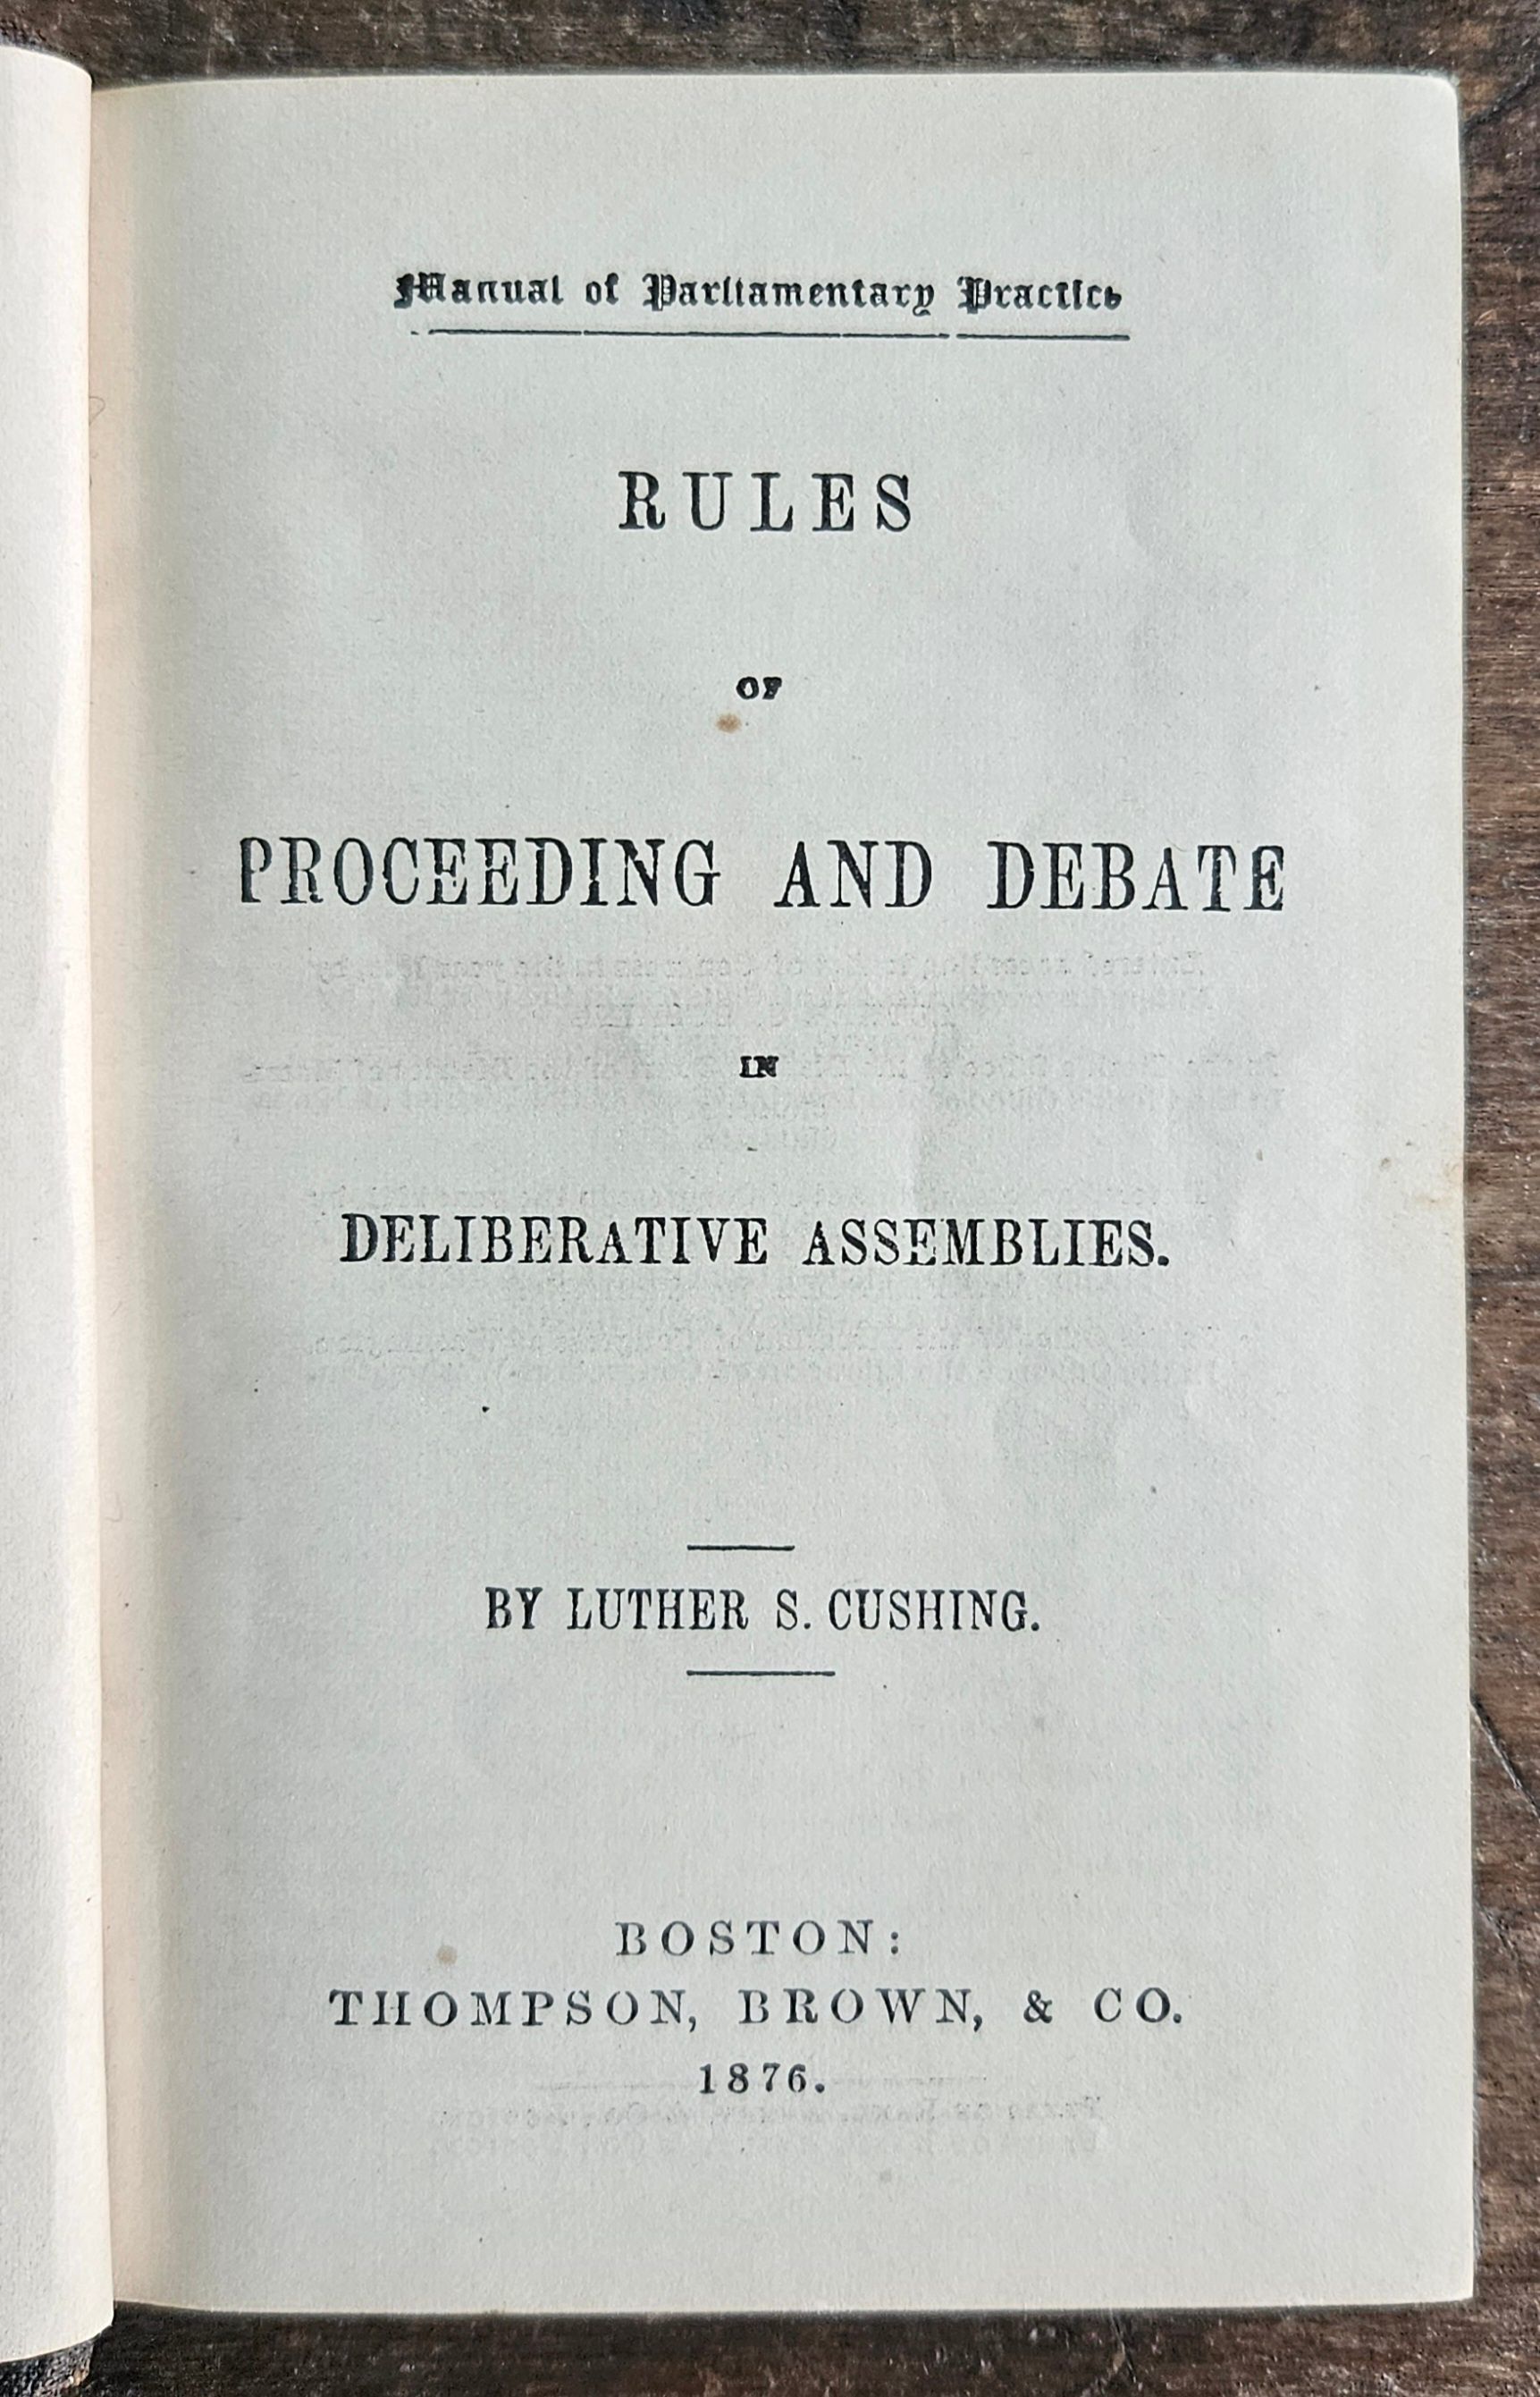 Manual of Parliamentary Practice
RULES
OF
PROCEEDING AND DEBATE
IN
DELIBERATIVE ASSEMBLIES.
BY LUTHER S. CUSHING.
BOSTON:
THOMPSON, BROWN, & CO.
1876.